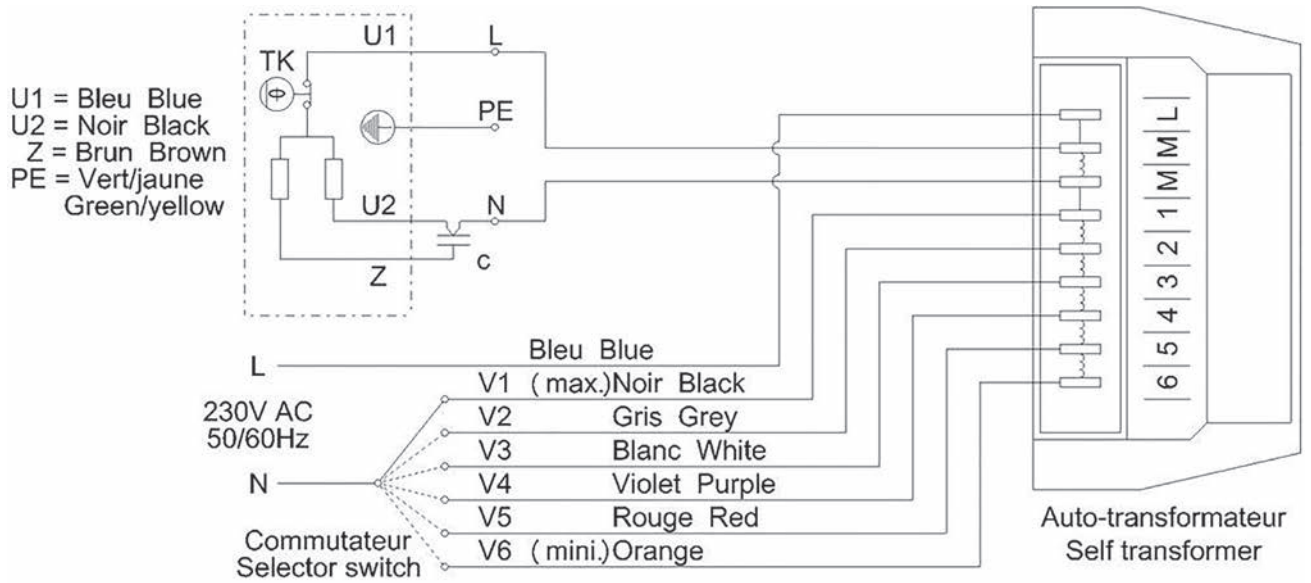 U1
L
TK
U1 = Bleu Blue
U2 = Noir Black
Z = Brun Brown
PE = Vert/jaune
Green/yellow
PE
U2
N
Z
c
L
M
M
1
2
3
4
5
6
L
Bleu Blue
230V AC
50/60Hz
N
V1 (max.) Noir Black
V2 Gris Grey
V3 Blanc White
V4 Violet Purple
V5 Rouge Red
V6 (mini.) Orange
Commutateur
Selector switch
Auto-transformateur
Self transformer